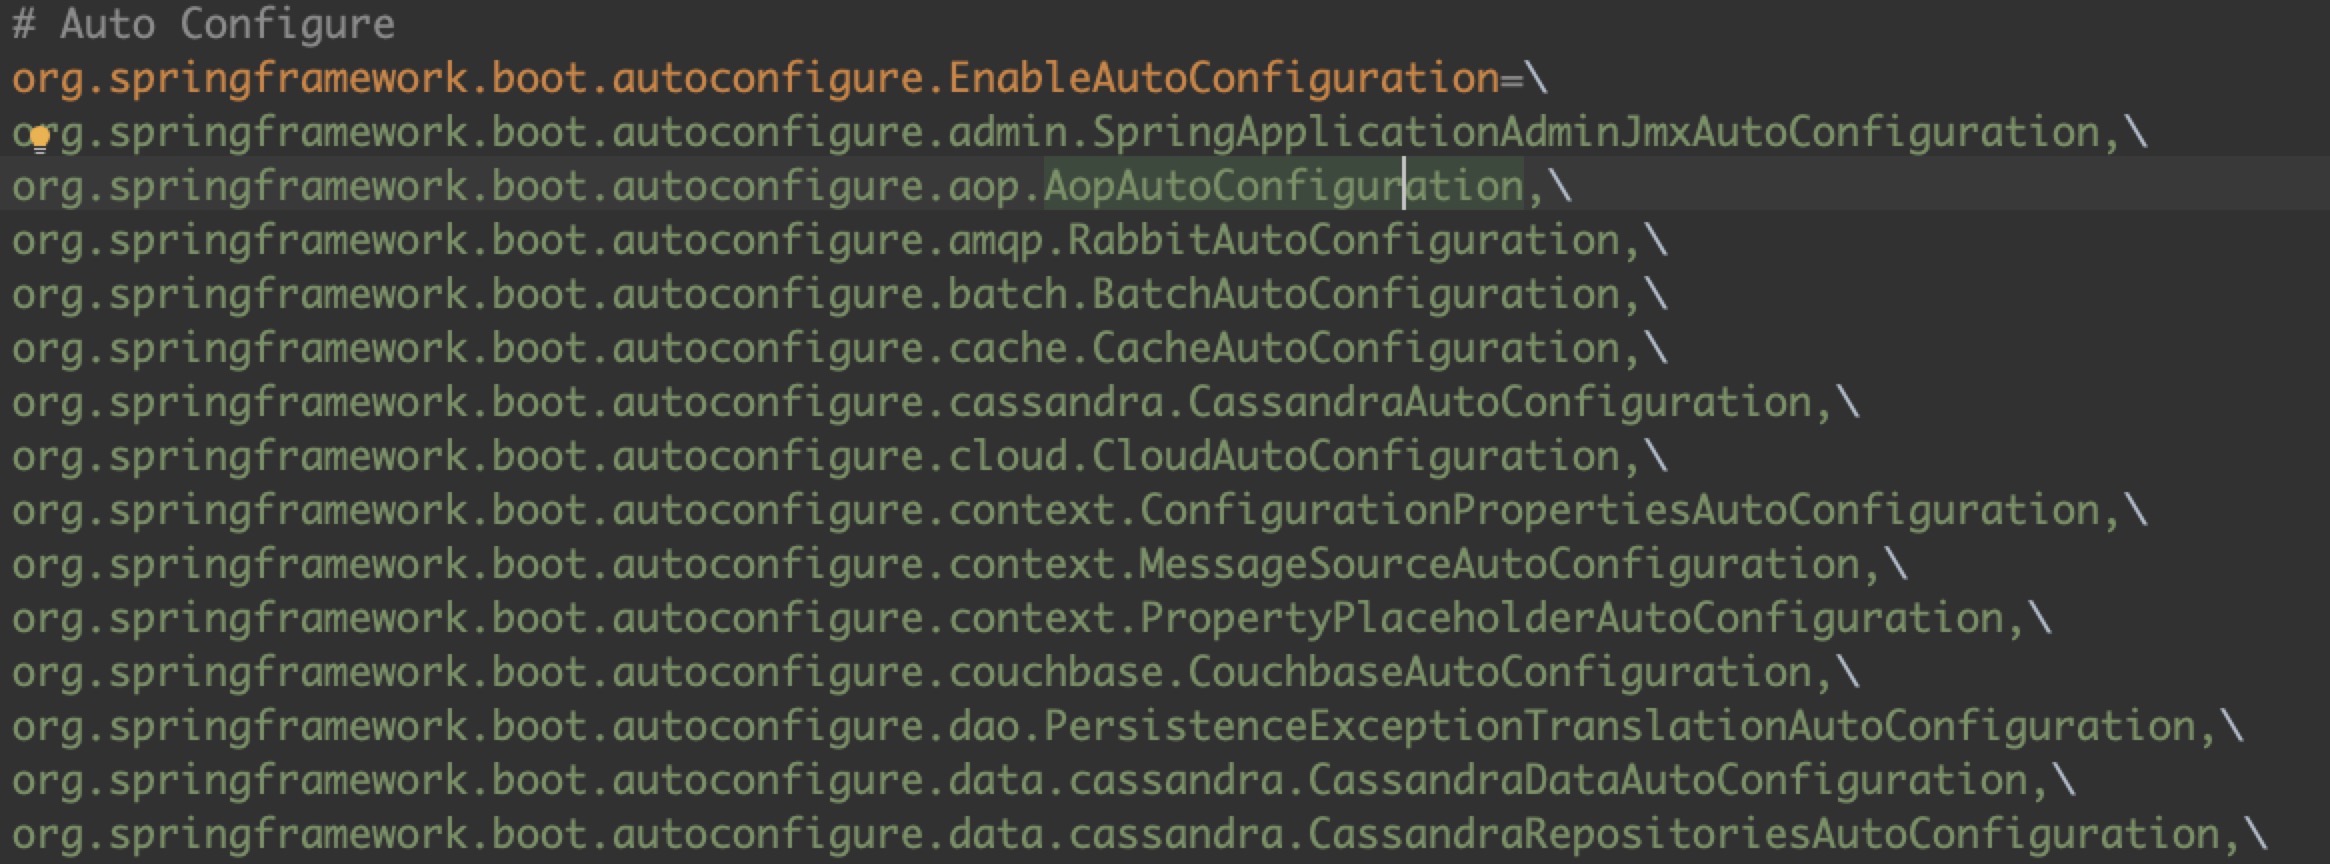 # Auto Configure
org.springframework.boot.autoconfigure.EnableAutoConfiguration=\
org.springframework.boot.autoconfigure.admin.SpringApplicationAdminJmxAutoConfiguration,\
org.springframework.boot.autoconfigure.aop.AopAutoConfiguration,\
org.springframework.boot.autoconfigure.amqp.RabbitAutoConfiguration,\
org.springframework.boot.autoconfigure.batch.BatchAutoConfiguration,\
org.springframework.boot.autoconfigure.cache.CacheAutoConfiguration,\
org.springframework.boot.autoconfigure.cassandra.CassandraAutoConfiguration,\
org.springframework.boot.autoconfigure.cloud.CloudAutoConfiguration,\
org.springframework.boot.autoconfigure.context.ConfigurationPropertiesAutoConfiguration,\
org.springframework.boot.autoconfigure.context.MessageSourceAutoConfiguration,\
org.springframework.boot.autoconfigure.context.PropertyPlaceholderAutoConfiguration,\
org.springframework.boot.autoconfigure.couchbase.CouchbaseAutoConfiguration,\
org.springframework.boot.autoconfigure.dao.PersistenceExceptionTranslationAutoConfiguration,\
org.springframework.boot.autoconfigure.data.cassandra.CassandraDataAutoConfiguration,\
org.springframework.boot.autoconfigure.data.cassandra.CassandraRepositoriesAutoConfiguration,\